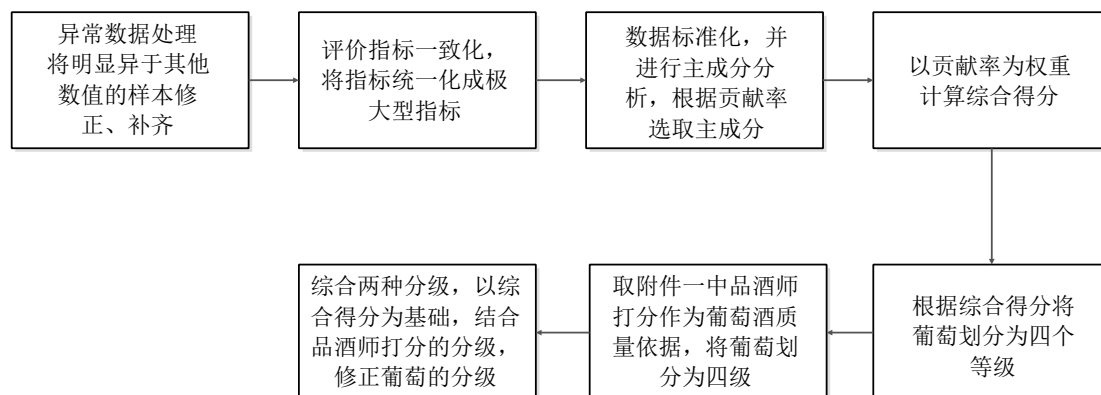 异常数据处理
将明显异于其他
数值的样本修
正、补齐
评价指标一致化，
将指标统一化成极
大型指标
数据标准化，并
进行主成分分
析，根据贡献率
选取主成分
以贡献率为权重
计算综合得分
根据综合得分将
葡萄划分为四个
等级
取附件一中品酒师
打分作为葡萄酒质
量依据，将葡萄划
分为四级
综合两种分级，以综
合得分为基础，结合
品酒师打分的分级，
修正葡萄的分级